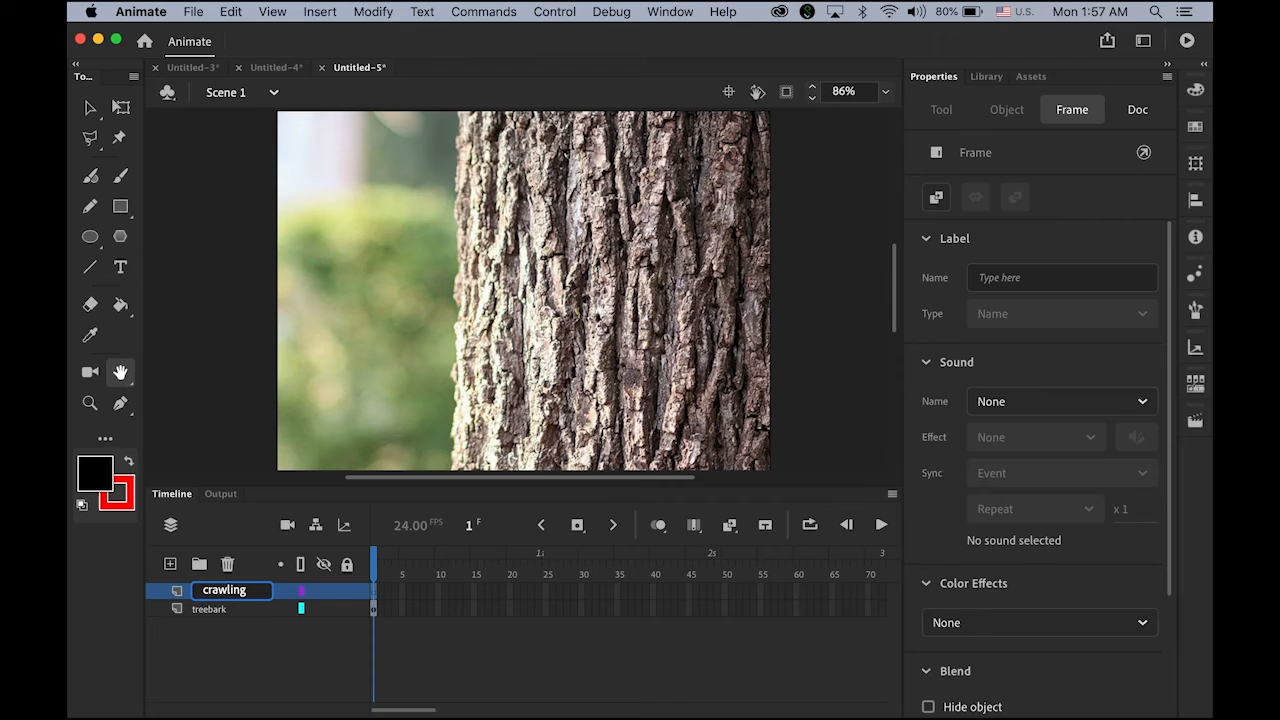 Animate File Edit View Insert Modify Text Commands Control Debug Window Help 80% U.S. Mon 1:57 AM
Animate
To... Untitled-3* Untitled-4* Untitled-5* Properties Library Assets
Scene 1 86%
Tool Object Frame Doc
Frame
Label
Name Type here
Type Name
Sound
Name None
Effect None
Sync Event
Repeat x 1
No sound selected
Color Effects
None
Blend
Hide object
Timeline Output
24.00 FPS 1 F
1s 2s 3
5 10 15 20 25 30 35 40 45 50 55 60 65 70
crawling
treebark